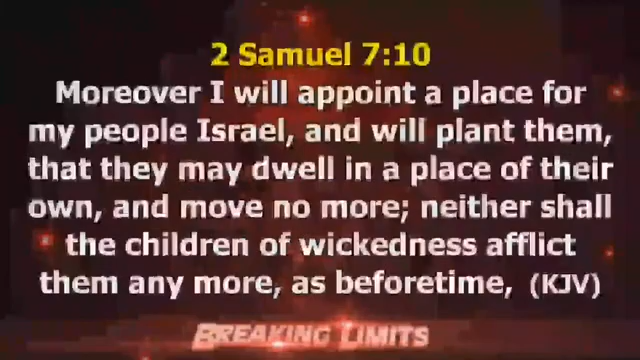 2 Samuel 7:10
Moreover I will appoint a place for
my people Israel, and will plant them,
that they may dwell in a place of their
own, and move no more; neither shall
the children of wickedness afflict
them any more, as beforetime, (KJV)
BREAKING LIMITS